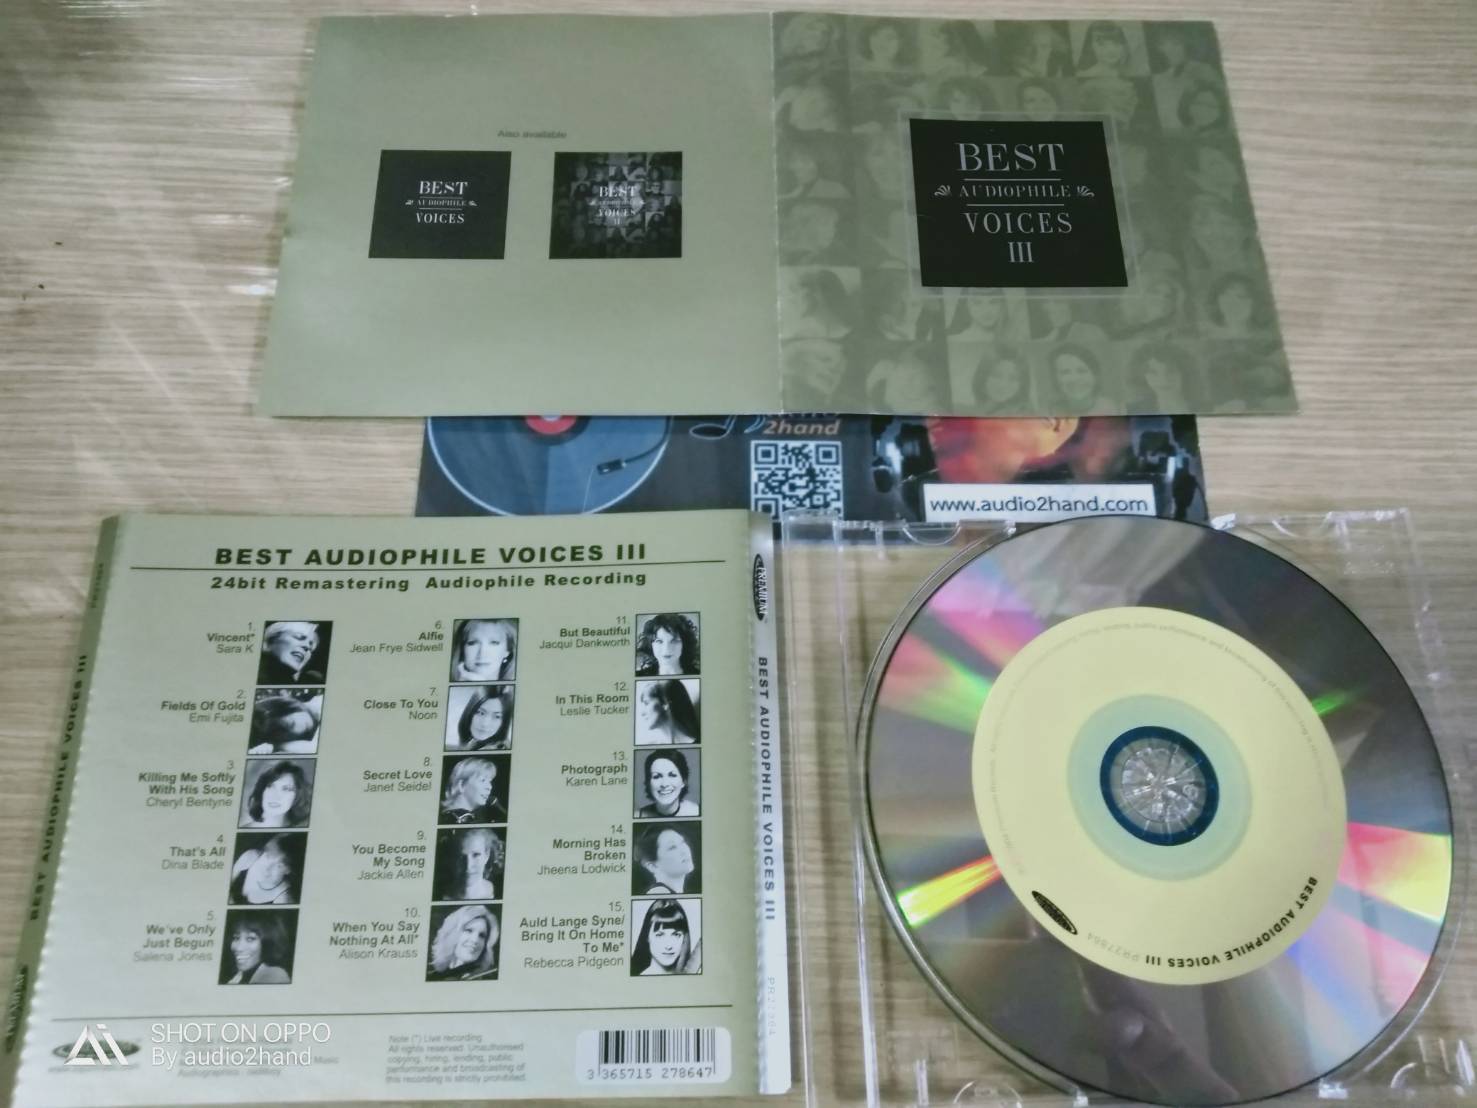 Also available
BEST
AUDIOPHILE
VOICES
BEST
AUDIOPHILE
VOICES
II
BEST
AUDIOPHILE
VOICES
III
2hand
www.audio2hand.com
BEST AUDIOPHILE VOICES III
24bit Remastering Audiophile Recording
1.
Vincent*
Sara K
2.
Fields Of Gold
Emi Fujita
3.
Killing Me Softly
With His Song
Cheryl Bentyne
4.
That's All
Dina Blade
5.
We've Only
Just Begun
Salena Jones
6.
Alfie
Jean Frye Sidwell
7.
Close To You
Noon
8.
Secret Love
Janet Seidel
9.
You Become
My Song
Jackie Allen
10.
When You Say
Nothing At All*
Alison Krauss
11.
But Beautiful
Jacqui Dankworth
12.
In This Room
Leslie Tucker
13.
Photograph
Karen Lane
14.
Morning Has
Broken
Jheena Lodwick
15.
Auld Lange Syne/
Bring It On Home
To Me*
Rebecca Pidgeon
Note (*) Live recording
All rights reserved. Unauthorised
copying, hiring, lending, public
performance and broadcasting of
this recording is strictly prohibited.
Music
3 365715 278647
BEST AUDIOPHILE VOICES III
PREMIUM
BEST AUDIOPHILE VOICES III
PR27864
BEST AUDIOPHILE VOICES III PR27864
SHOT ON OPPO
By audio2hand